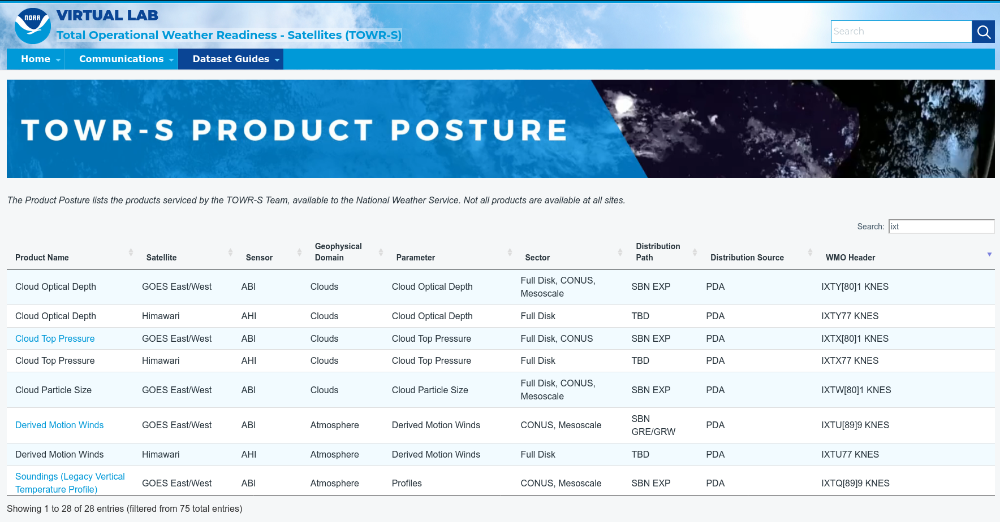 NOAA
VIRTUAL LAB
Total Operational Weather Readiness - Satellites (TOWR-S)
Search
Home
Communications
Dataset Guides
TOWR-S PRODUCT POSTURE
The Product Posture lists the products serviced by the TOWR-S Team, available to the National Weather Service. Not all products are available at all sites.
Search: ixt
Product Name Satellite Sensor Geophysical Domain Parameter Sector Distribution Path Distribution Source WMO Header
Cloud Optical Depth GOES East/West ABI Clouds Cloud Optical Depth Full Disk, CONUS, Mesoscale SBN EXP PDA IXTY[80]1 KNES
Cloud Optical Depth Himawari AHI Clouds Cloud Optical Depth Full Disk TBD PDA IXTY77 KNES
Cloud Top Pressure GOES East/West ABI Clouds Cloud Top Pressure Full Disk, CONUS SBN EXP PDA IXTX[80]1 KNES
Cloud Top Pressure Himawari AHI Clouds Cloud Top Pressure Full Disk TBD PDA IXTX77 KNES
Cloud Particle Size GOES East/West ABI Clouds Cloud Particle Size Full Disk, CONUS, Mesoscale SBN EXP PDA IXTW[80]1 KNES
Derived Motion Winds GOES East/West ABI Atmosphere Derived Motion Winds CONUS, Mesoscale SBN GRE/GRW PDA IXTU[89]9 KNES
Derived Motion Winds Himawari AHI Atmosphere Derived Motion Winds Full Disk TBD PDA IXTU77 KNES
Soundings (Legacy Vertical Temperature Profile) GOES East/West ABI Atmosphere Profiles CONUS, Mesoscale SBN EXP PDA IXTQ[89]9 KNES
Showing 1 to 28 of 28 entries (filtered from 75 total entries)